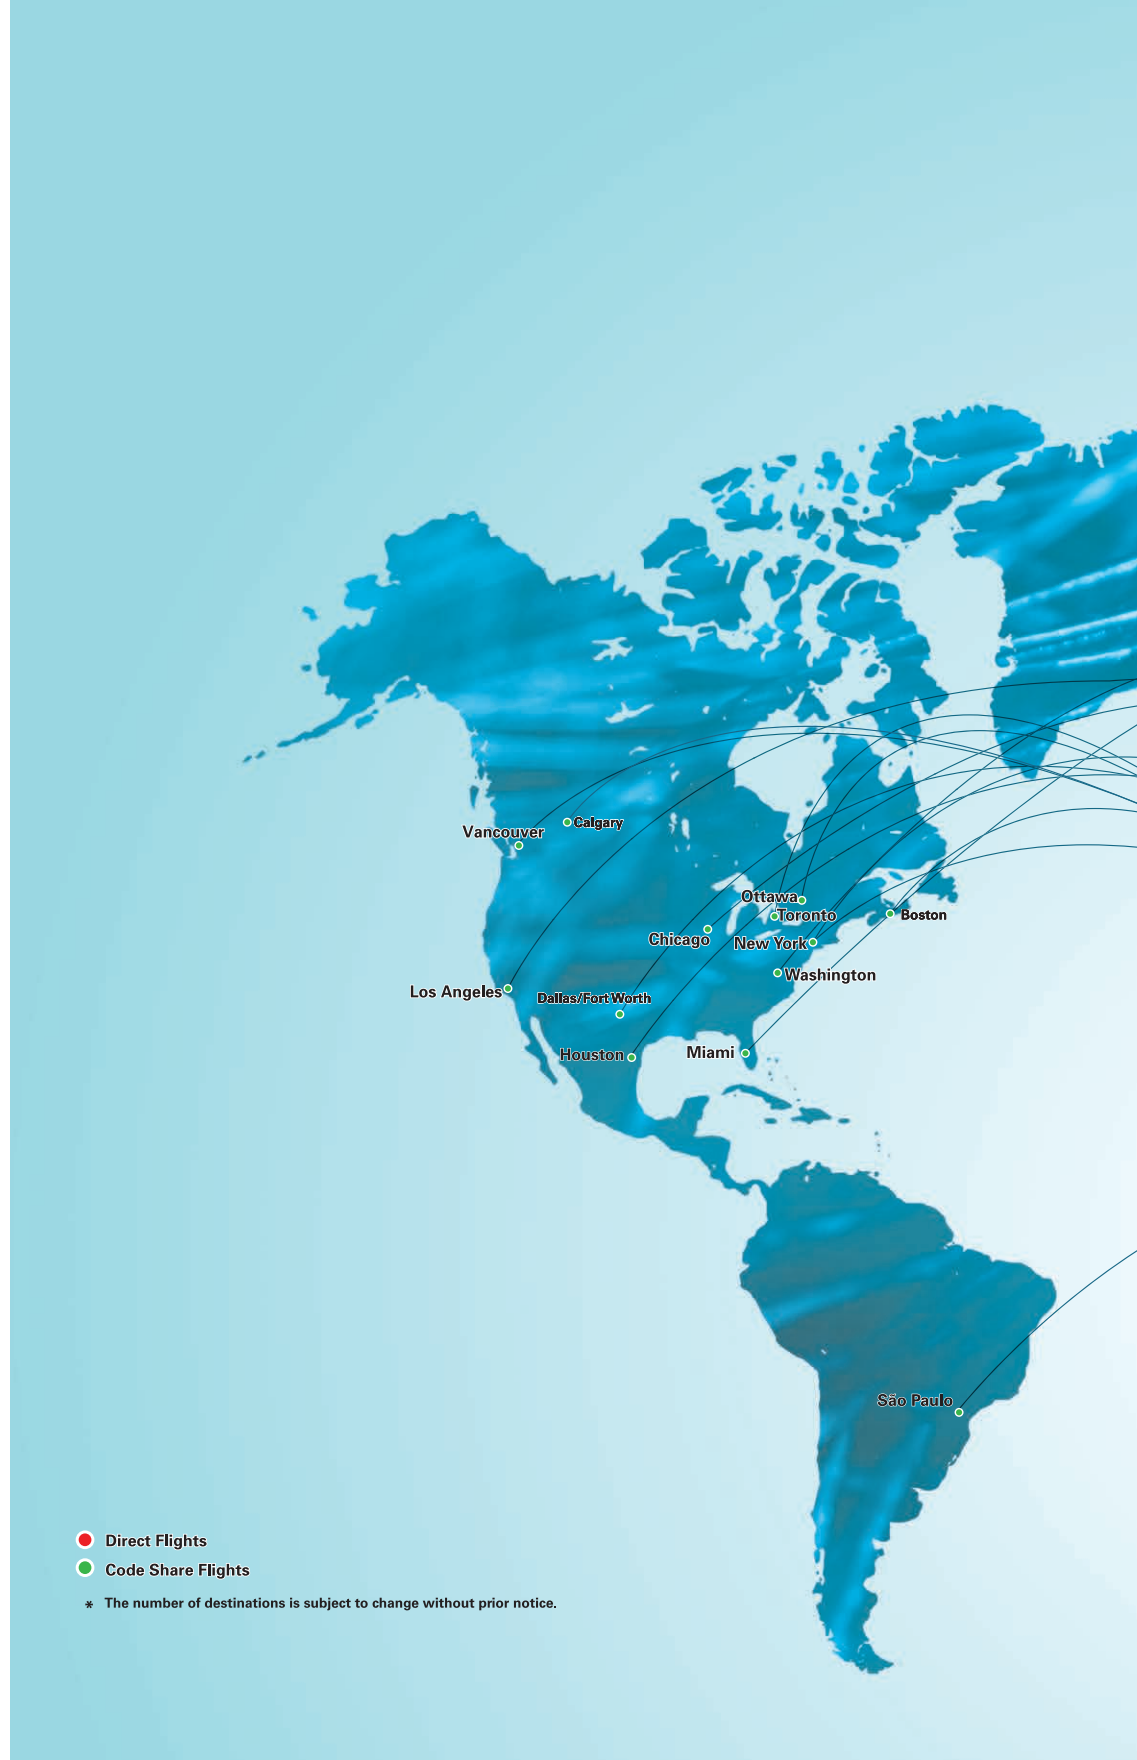 Calgary
Vancouver
Ottawa
Toronto
Boston
Chicago
New York
Washington
Los Angeles
Dallas/Fort Worth
Houston
Miami
São Paulo
Direct Flights
Code Share Flights
* The number of destinations is subject to change without prior notice.